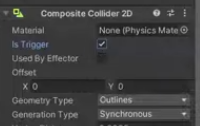 Composite Collider 2D
Material None (Physics Mate
Is Trigger
Used By Effector
Offset
X 0 Y 0
Geometry Type Outlines
Generation Type Synchronous